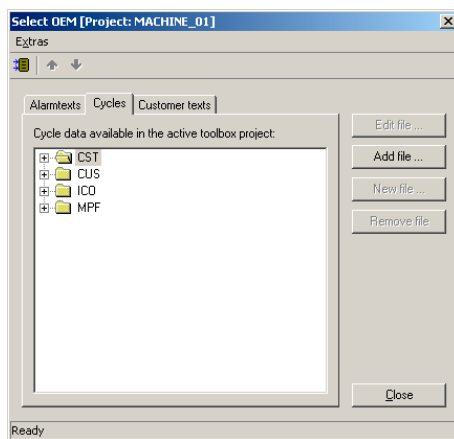 Select OEM [Project: MACHINE_01]
Extras
Alarmtexts Cycles Customer texts
Cycle data available in the active toolbox project:
CST
CUS
ICO
MPF
Edit file ...
Add file ...
New file ...
Remove file
Close
Ready